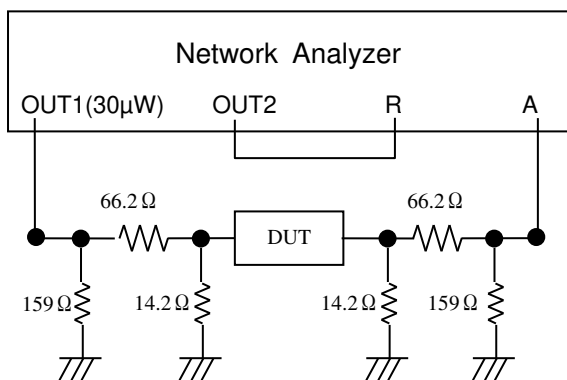 Network Analyzer
OUT1(30μW) OUT2 R A
66.2 Ω 66.2 Ω
DUT
159 Ω 14.2 Ω 14.2 Ω 159 Ω